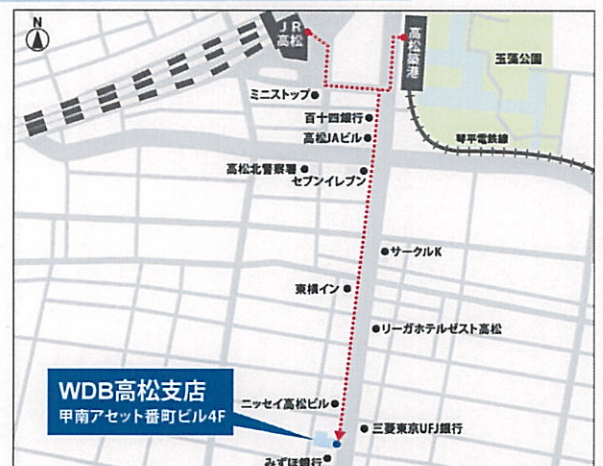 N
JR
高松
高松築港
玉藻公園
ミニストップ
百十四銀行
高松JAビル
琴平電鉄線
高松北警察署
セブンイレブン
サークルK
東横イン
リーガホテルゼスト高松
WDB高松支店
甲南アセット番町ビル4F
ニッセイ高松ビル
三菱東京UFJ銀行
みずほ銀行